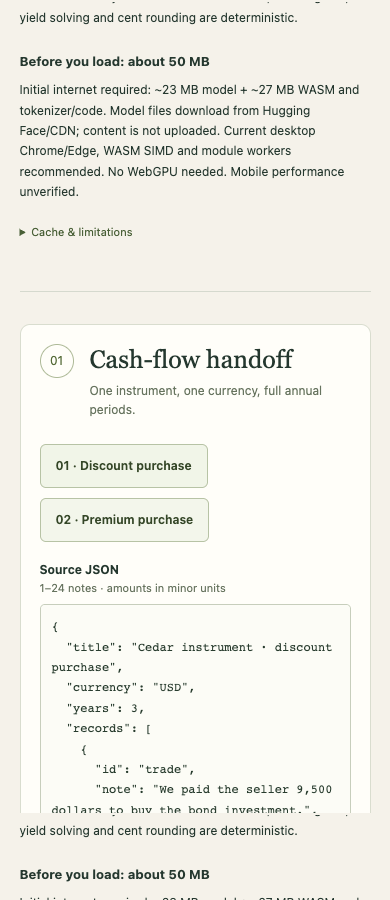 yield solving and cent rounding are deterministic.
Before you load: about 50 MB
Initial internet required: ~23 MB model + ~27 MB WASM and
tokenizer/code. Model files download from Hugging
Face/CDN; content is not uploaded. Current desktop
Chrome/Edge, WASM SIMD and module workers
recommended. No WebGPU needed. Mobile performance
unverified.
▶ Cache & limitations
01
Cash-flow handoff
One instrument, one currency, full annual
periods.
01 · Discount purchase
02 · Premium purchase
Source JSON
1–24 notes · amounts in minor units
{
"title": "Cedar instrument · discount
purchase",
"currency": "USD",
"years": 3,
"records": [
{
"id": "trade",
"note": "We paid the seller 9,500
dollars to buy the bond investment.",
yield solving and cent rounding are deterministic.
Before you load: about 50 MB